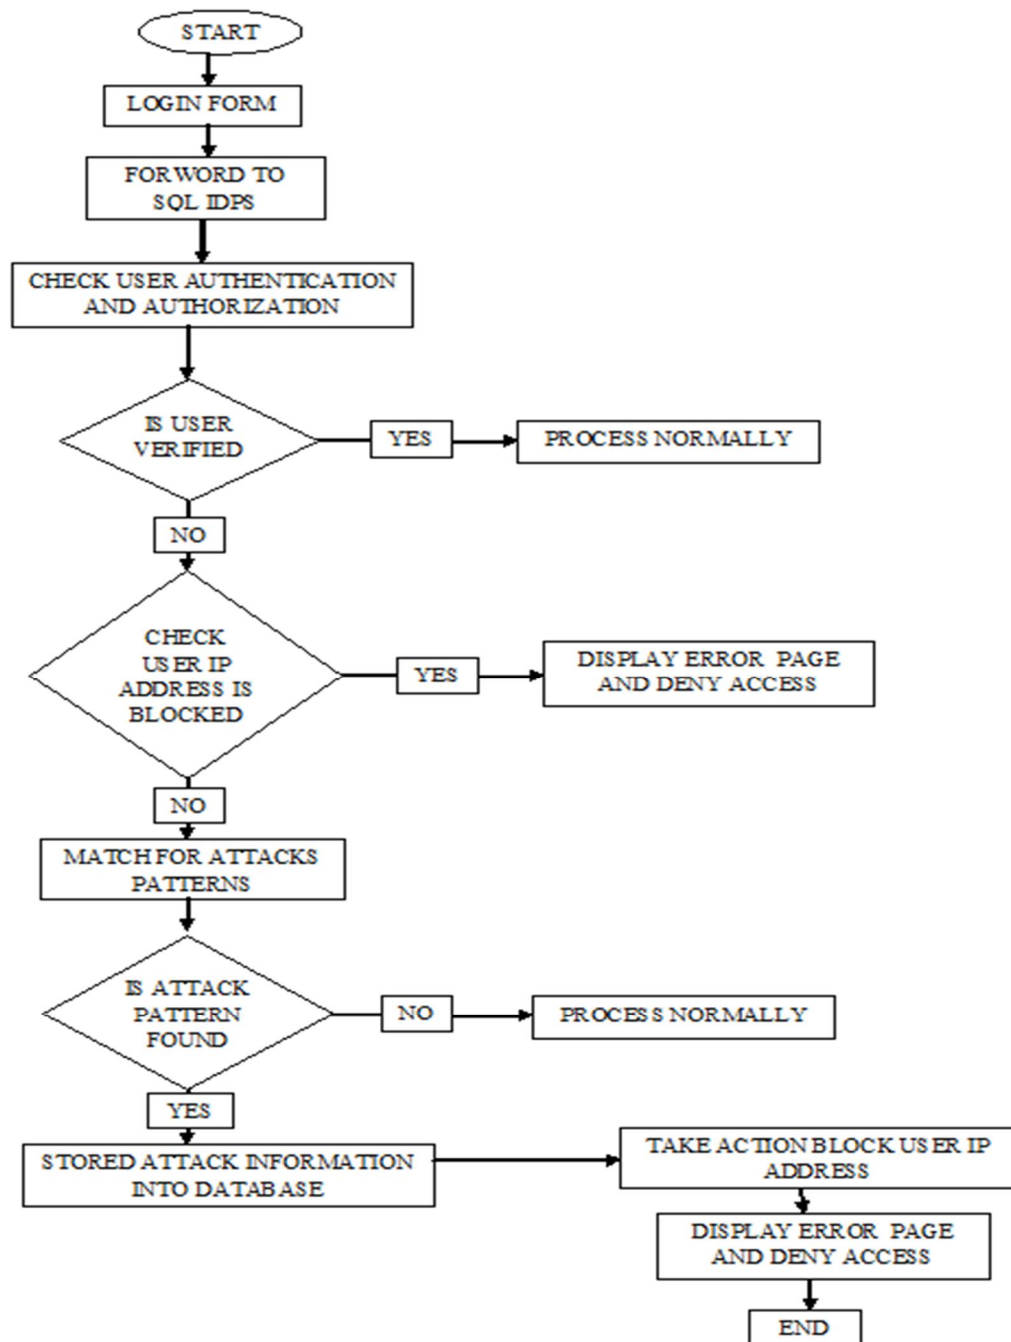 START
LOGIN FORM
FORWORD TO
SQL IDPS
CHECK USER AUTHENTICATION
AND AUTHORIZATION
IS USER
VERIFIED
YES
PROCESS NORMALLY
NO
CHECK
USER IP
ADDRESS IS
BLOCKED
YES
DISPLAY ERROR PAGE
AND DENY ACCESS
NO
MATCH FOR ATTACKS
PATTERNS
IS ATTACK
PATTERN
FOUND
NO
PROCESS NORMALLY
YES
STORED ATTACK INFORMATION
INTO DATABASE
TAKE ACTION BLOCK USER IP
ADDRESS
DISPLAY ERROR PAGE
AND DENY ACCESS
END